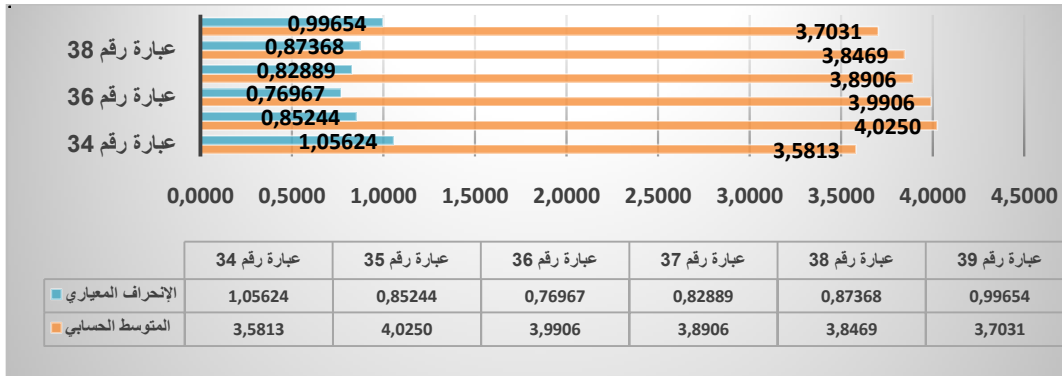 0,99654
3,7031
عبارة رقم 38
0,87368
3,8469
0,82889
3,8906
عبارة رقم 36
0,76967
3,9906
0,85244
4,0250
عبارة رقم 34
1,05624
3,5813
0,0000 0,5000 1,0000 1,5000 2,0000 2,5000 3,0000 3,5000 4,0000 4,5000
عبارة رقم 34 عبارة رقم 35 عبارة رقم 36 عبارة رقم 37 عبارة رقم 38 عبارة رقم 39
الإنحراف المعياري 1,05624 0,85244 0,76967 0,82889 0,87368 0,99654
المتوسط الحسابي 3,5813 4,0250 3,9906 3,8906 3,8469 3,7031